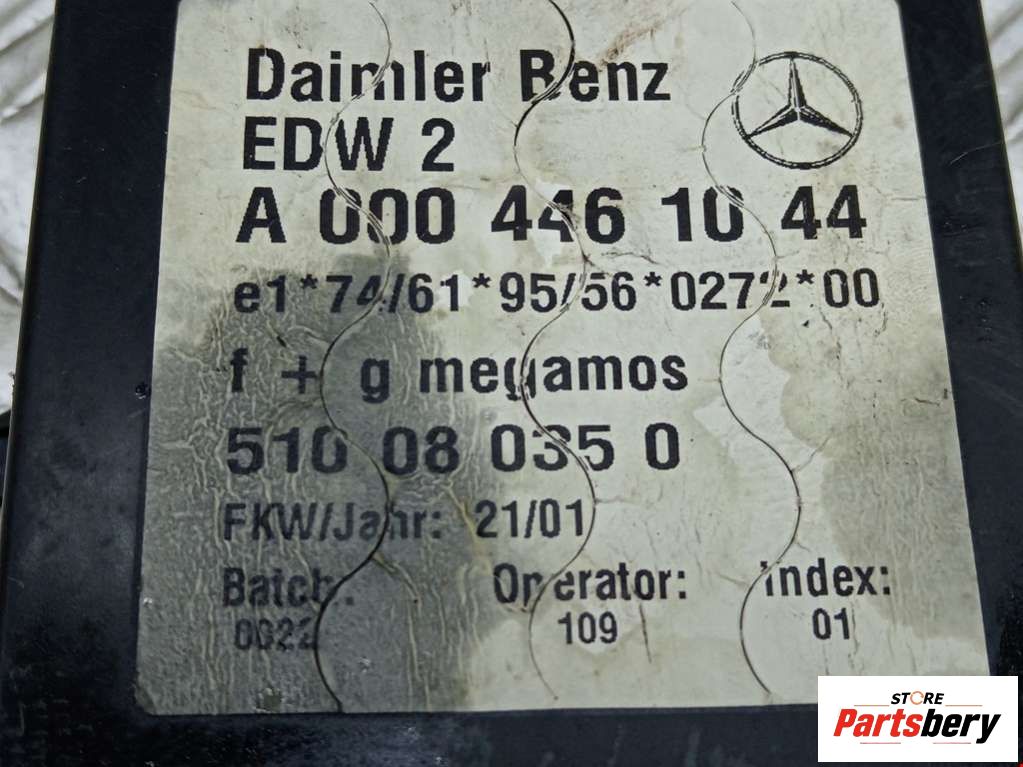 Daimler Benz
EDW 2
A 000 446 10 44
e1*74/61*95/56*0272*00
f + g megamos
510 08 035 0
FKW/Jahr: 21/01
Batch: Operator: Index:
0022 109 01
STORE
Partsbery